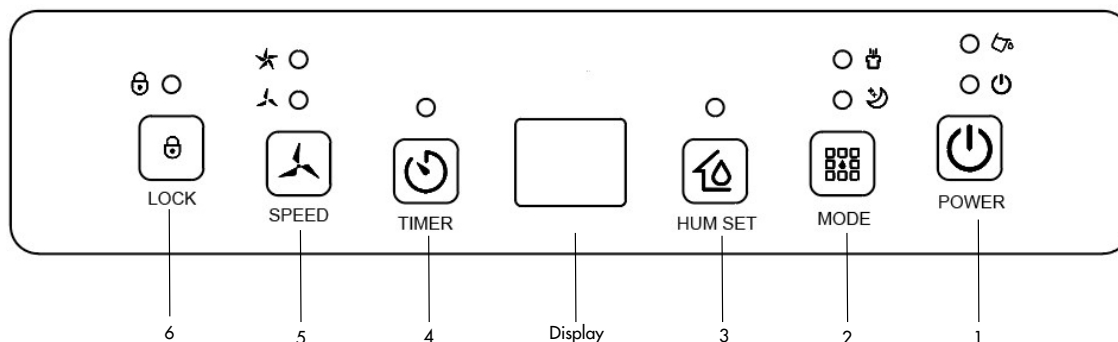 LOCK
SPEED
TIMER
HUM SET
MODE
POWER
6
5
4
Display
3
2
1